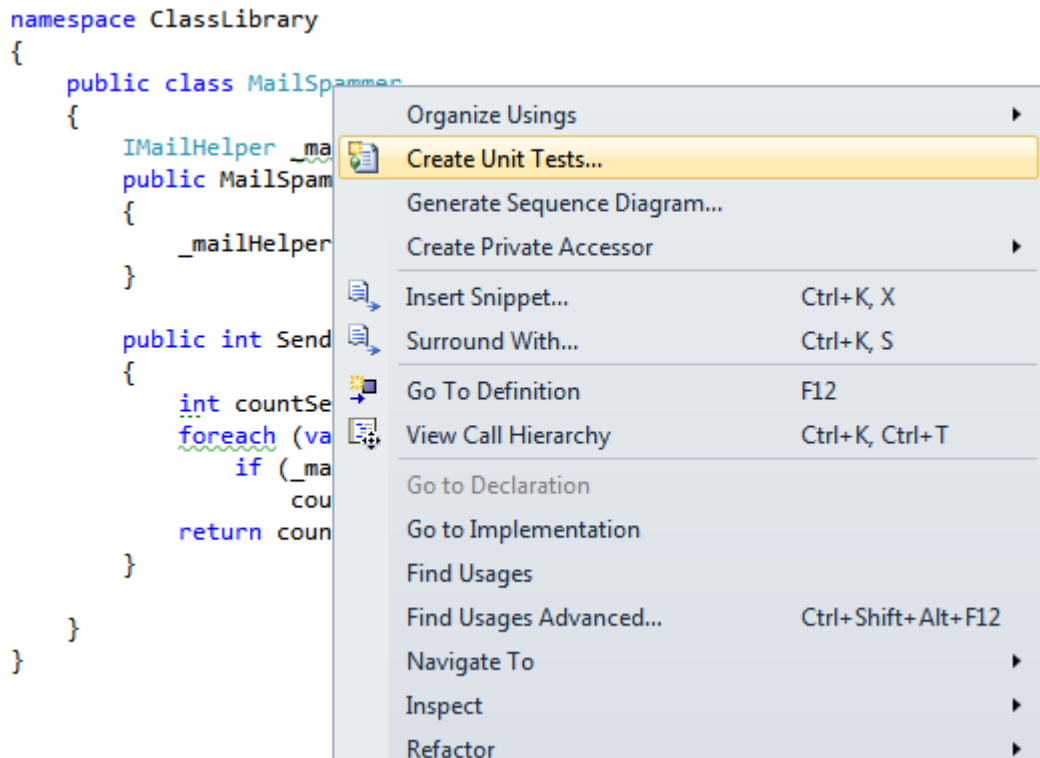 namespace ClassLibrary
{
public class MailSpammer
{
IMailHelper _ma
public MailSpam
{
_mailHelper
}
public int Send
{
int countSe
foreach (va
if (_ma
cou
return coun
}
}
}
Organize Usings
Create Unit Tests...
Generate Sequence Diagram...
Create Private Accessor
Insert Snippet... Ctrl+K, X
Surround With... Ctrl+K, S
Go To Definition F12
View Call Hierarchy Ctrl+K, Ctrl+T
Go to Declaration
Go to Implementation
Find Usages
Find Usages Advanced... Ctrl+Shift+Alt+F12
Navigate To
Inspect
Refactor